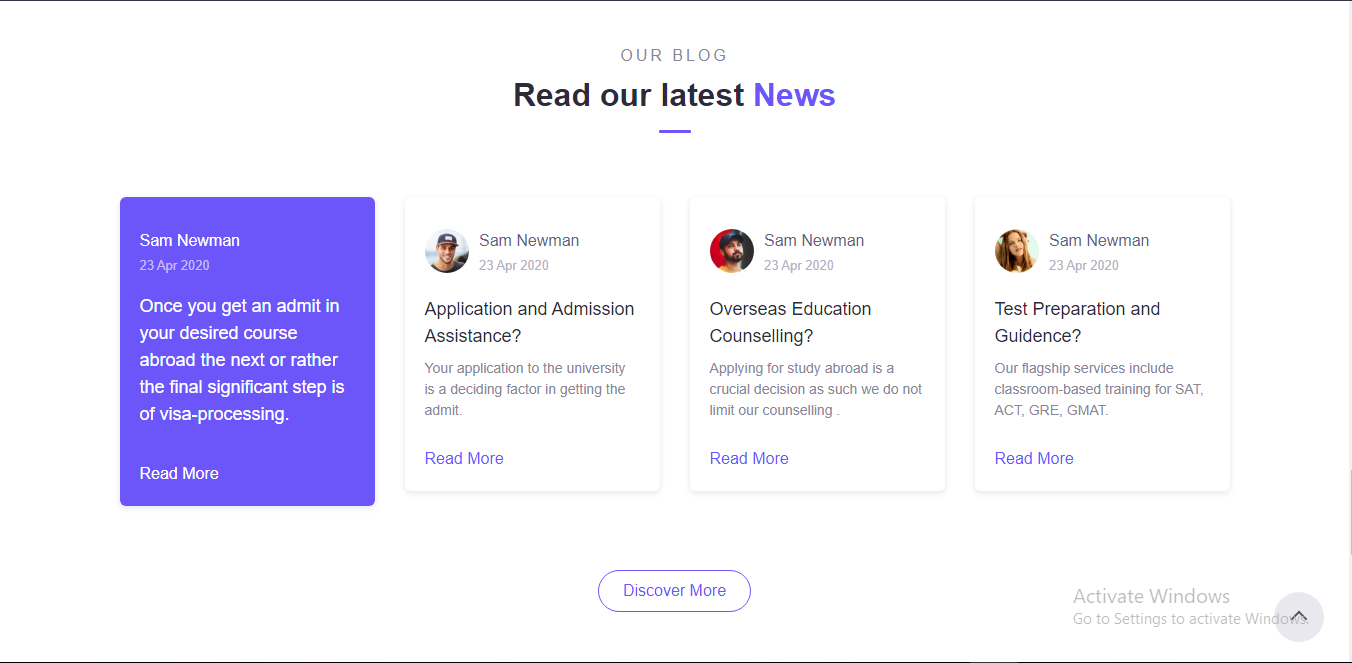 OUR BLOG
Read our latest News
Sam Newman
23 Apr 2020
Once you get an admit in
your desired course
abroad the next or rather
the final significant step is
of visa-processing.
Read More
Sam Newman
23 Apr 2020
Application and Admission
Assistance?
Your application to the university
is a deciding factor in getting the
admit.
Read More
Sam Newman
23 Apr 2020
Overseas Education
Counselling?
Applying for study abroad is a
crucial decision as such we do not
limit our counselling .
Read More
Sam Newman
23 Apr 2020
Test Preparation and
Guidence?
Our flagship services include
classroom-based training for SAT,
ACT, GRE, GMAT.
Read More
Discover More
Activate Windows
Go to Settings to activate Windows.